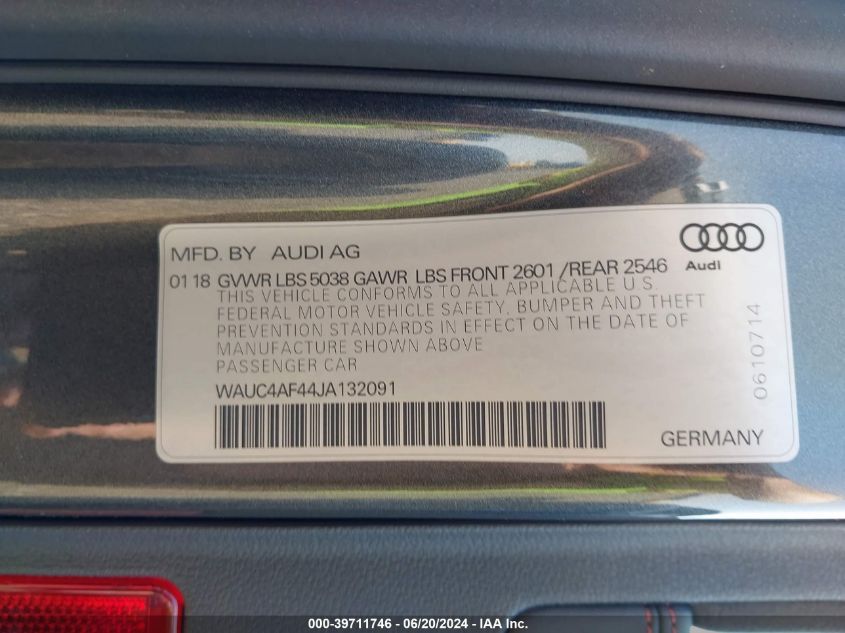 MFD. BY AUDI AG
Audi
01 18 GVWR LBS 5038 GAWR LBS FRONT 2601 /REAR 2546
THIS VEHICLE CONFORMS TO ALL APPLICABLE U S
FEDERAL MOTOR VEHICLE SAFETY, BUMPER AND THEFT
PREVENTION STANDARDS IN EFFECT ON THE DATE OF
MANUFACTURE SHOWN ABOVE
PASSENGER CAR
WAUC4AF44JA132091
GERMANY
0610714
000-39711746 - 06/20/2024 - IAA Inc.